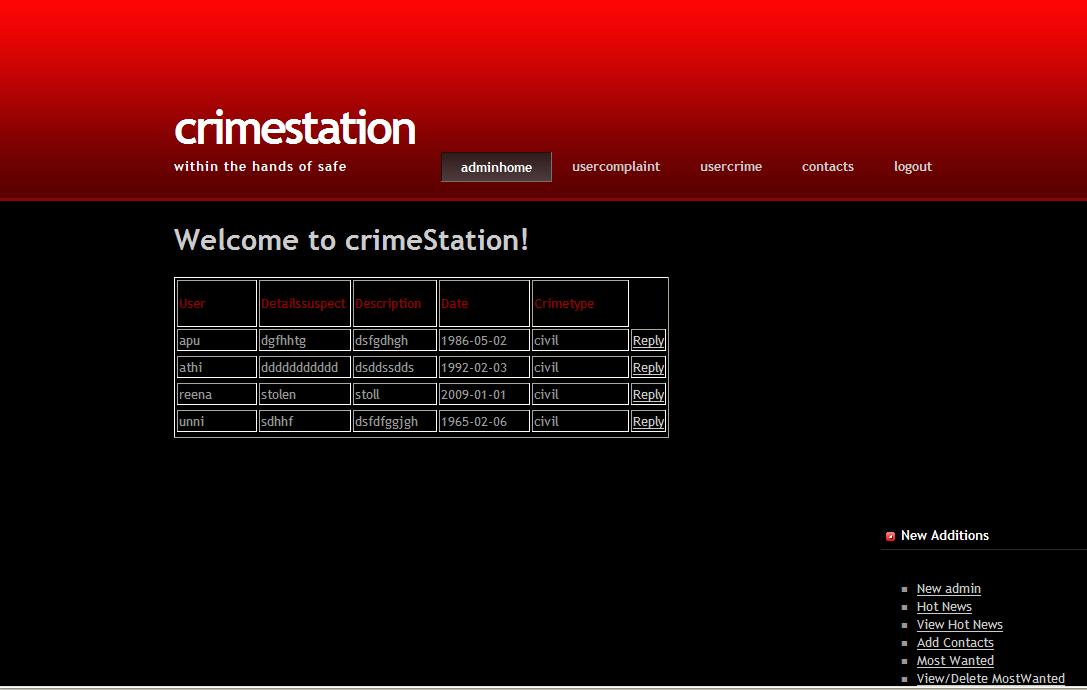 crimestation
within the hands of safe
adminhome usercomplaint usercrime contacts logout
Welcome to crimeStation!
User Detailssuspect Description Date Crimetype
apu dgfhhtg dsfgdhgh 1986-05-02 civil Reply
athi ddddddddddd dsddssdds 1992-02-03 civil Reply
reena stolen stoll 2009-01-01 civil Reply
unni sdhhf dsfdfggjgh 1965-02-06 civil Reply
New Additions
New admin
Hot News
View Hot News
Add Contacts
Most Wanted
View/Delete MostWanted